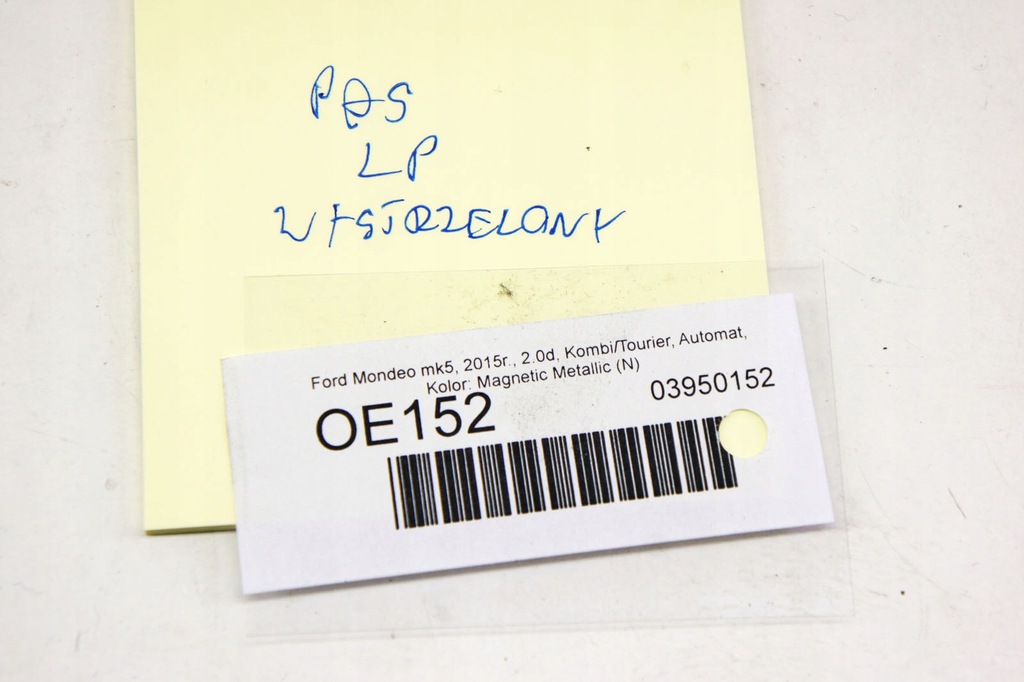 PAS
LP
WYSTRZELONY
Ford Mondeo mk5, 2015r., 2.0d, Kombi/Tourier, Automat,
Kolor: Magnetic Metallic (N)
OE152
03950152